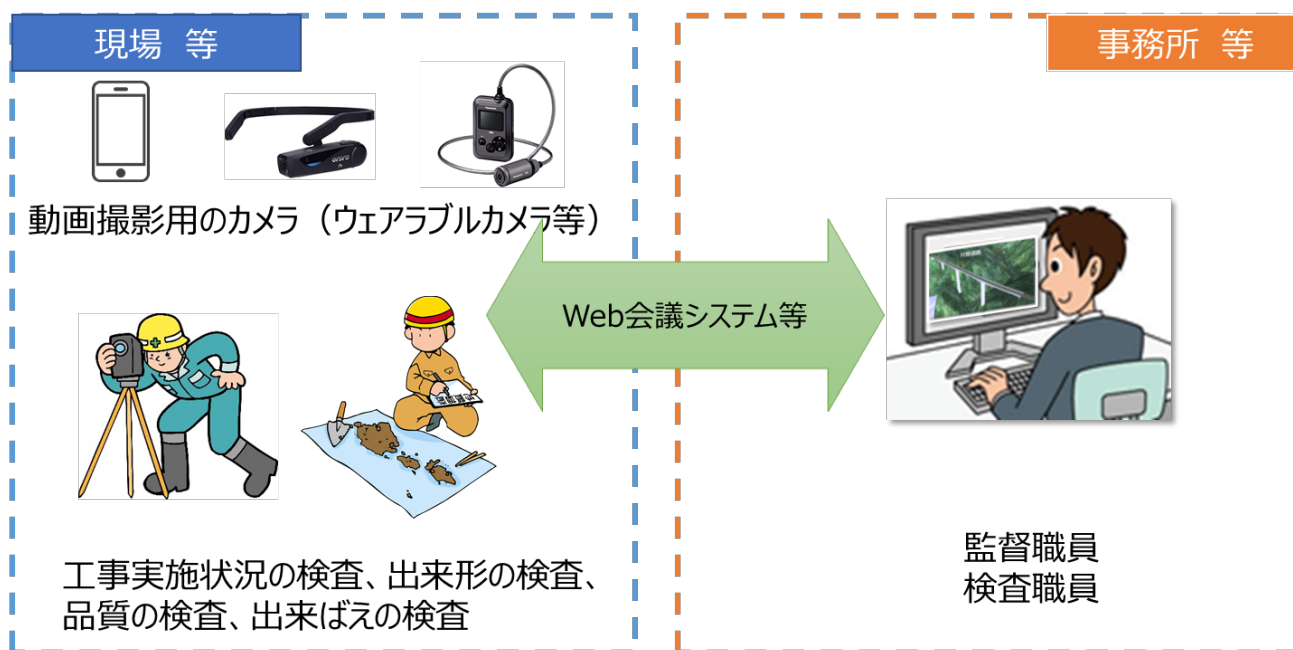 現場 等
事務所 等
動画撮影用のカメラ（ウェアラブルカメラ等）
Web会議システム等
工事実施状況の検査、出来形の検査、
品質の検査、出来ばえの検査
監督職員
検査職員